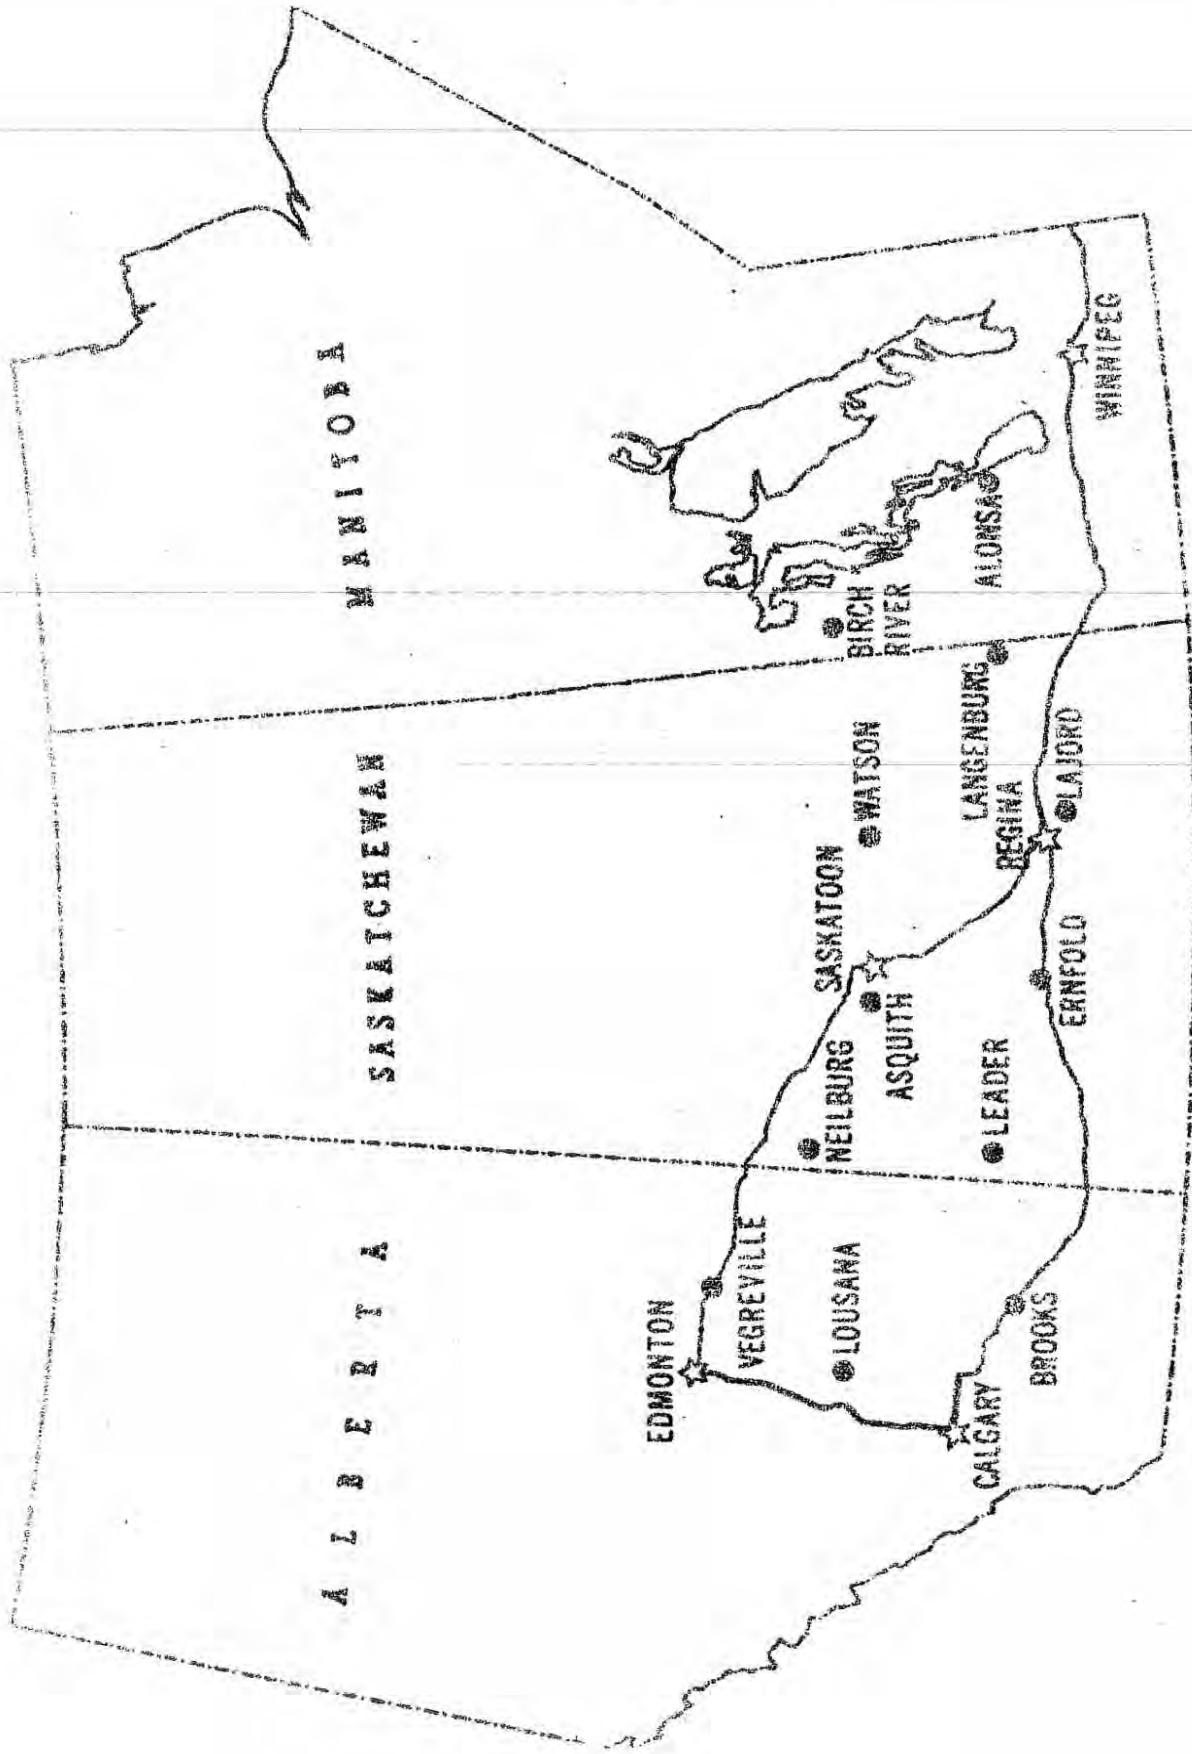 ALBERTA
SASKATCHEWAN
MANITOBA
EDMONTON
VEGREVILLE
LOUSANA
CALGARY
BROOKS
NEILBURG
SASKATOON
ASQUITH
WATSON
LEADER
ERNFOLD
REGINA
LAJORD
LANGENBURG
BIRCH
RIVER
ALONSA
WINNIPEG